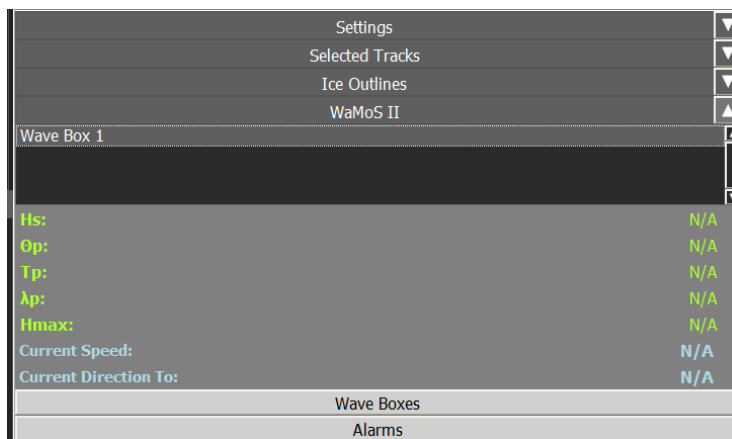 Settings
Selected Tracks
Ice Outlines
WaMoS II
Wave Box 1
Hs: N/A
Θp: N/A
Tp: N/A
λp: N/A
Hmax: N/A
Current Speed: N/A
Current Direction To: N/A
Wave Boxes
Alarms